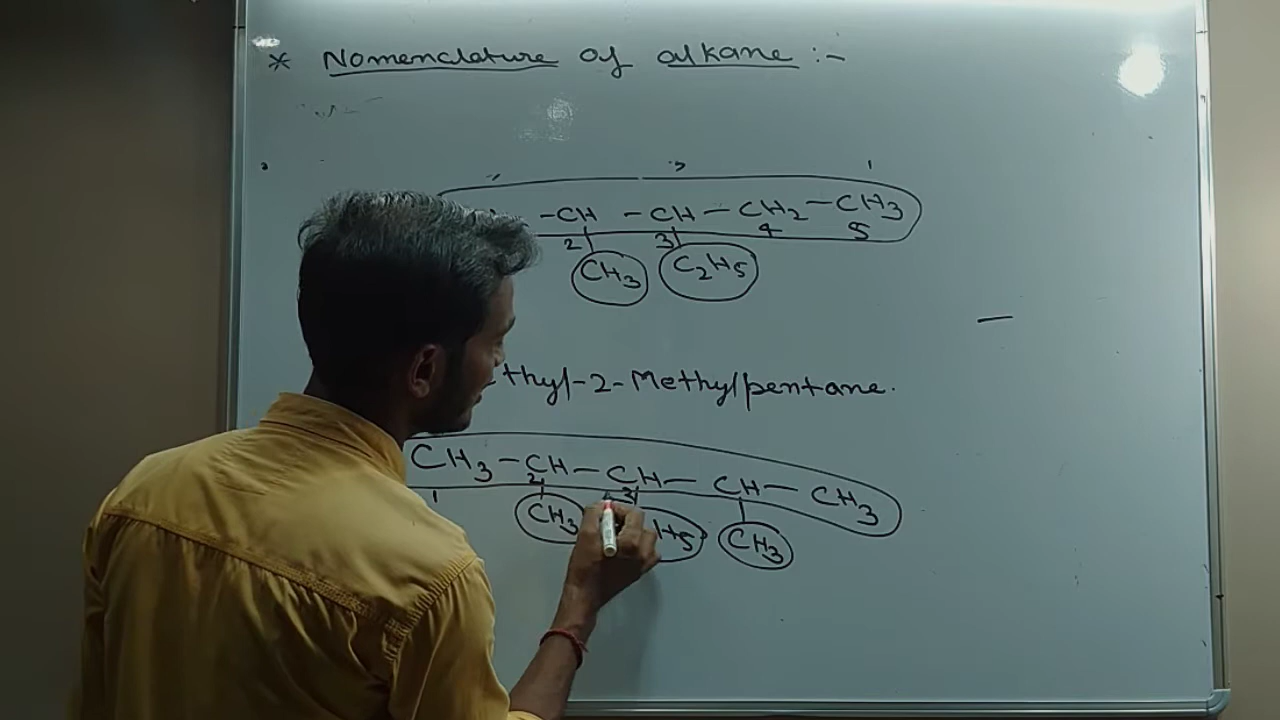 * Nomenclature of alkane :-
-CH -CH-CH2-CH3
2 3 4 5
CH3 C2H5
thyl-2-Methylpentane.
CH3-CH-CH-CH-CH3
1 2 3
CH3 H5 CH3